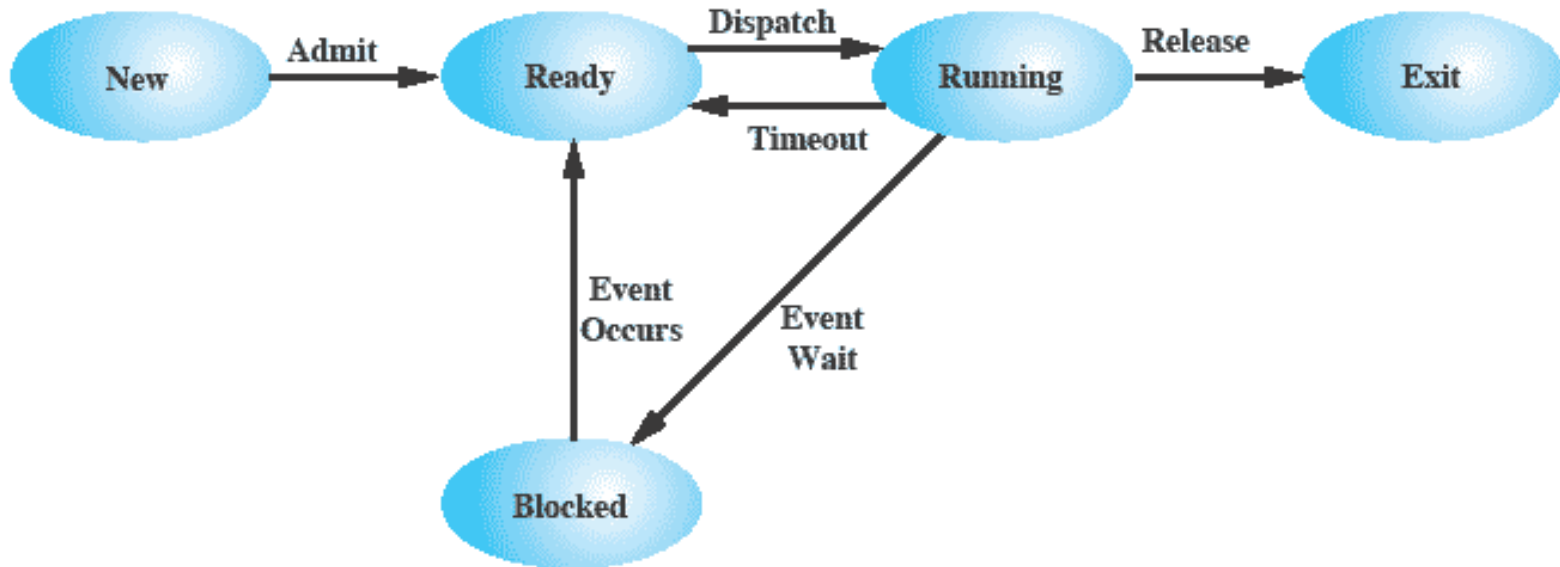 Dispatch
Admit
Release
New
Ready
Running
Exit
Timeout
Event
Occurs
Event
Wait
Blocked